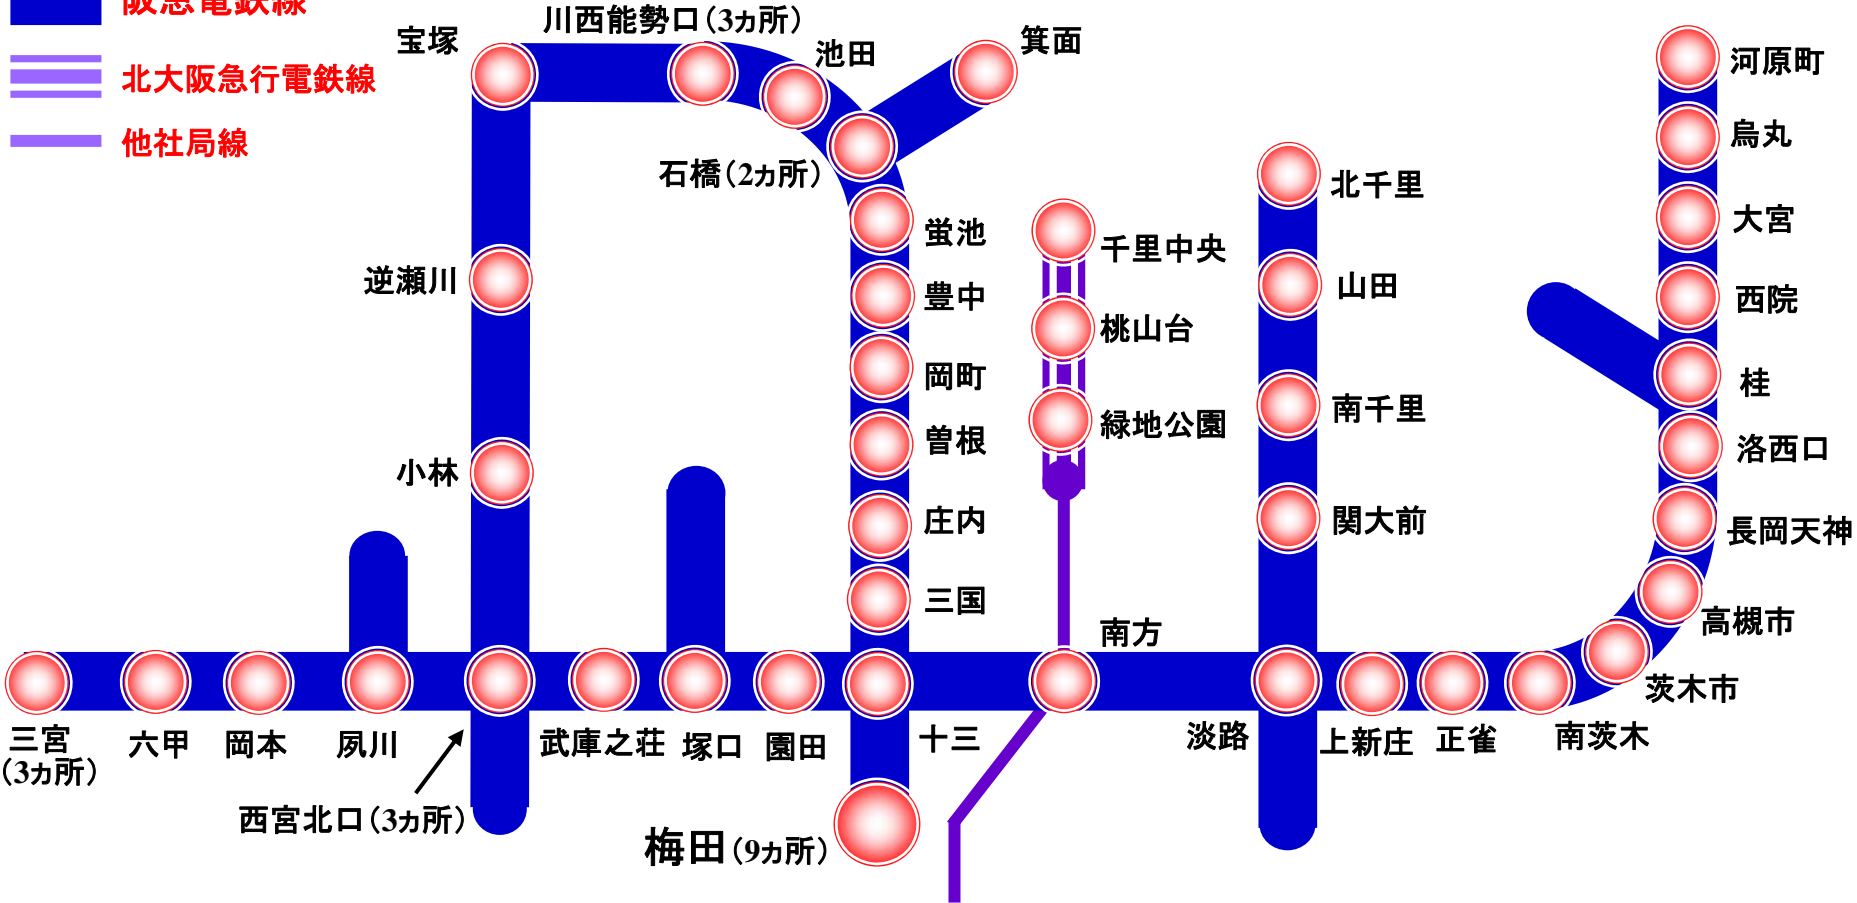 阪急電鉄線
北大阪急行電鉄線
他社局線
宝塚
川西能勢口(3ヵ所)
池田
箕面
石橋(2ヵ所)
河原町
烏丸
大宮
西院
桂
洛西口
長岡天神
高槻市
茨木市
南茨木
正雀
上新庄
淡路
北千里
山田
南千里
関大前
千里中央
桃山台
緑地公園
南方
蛍池
豊中
岡町
曽根
庄内
三国
十三
梅田(9ヵ所)
逆瀬川
小林
三宮
(3ヵ所)
六甲
岡本
夙川
西宮北口(3ヵ所)
武庫之荘
塚口
園田